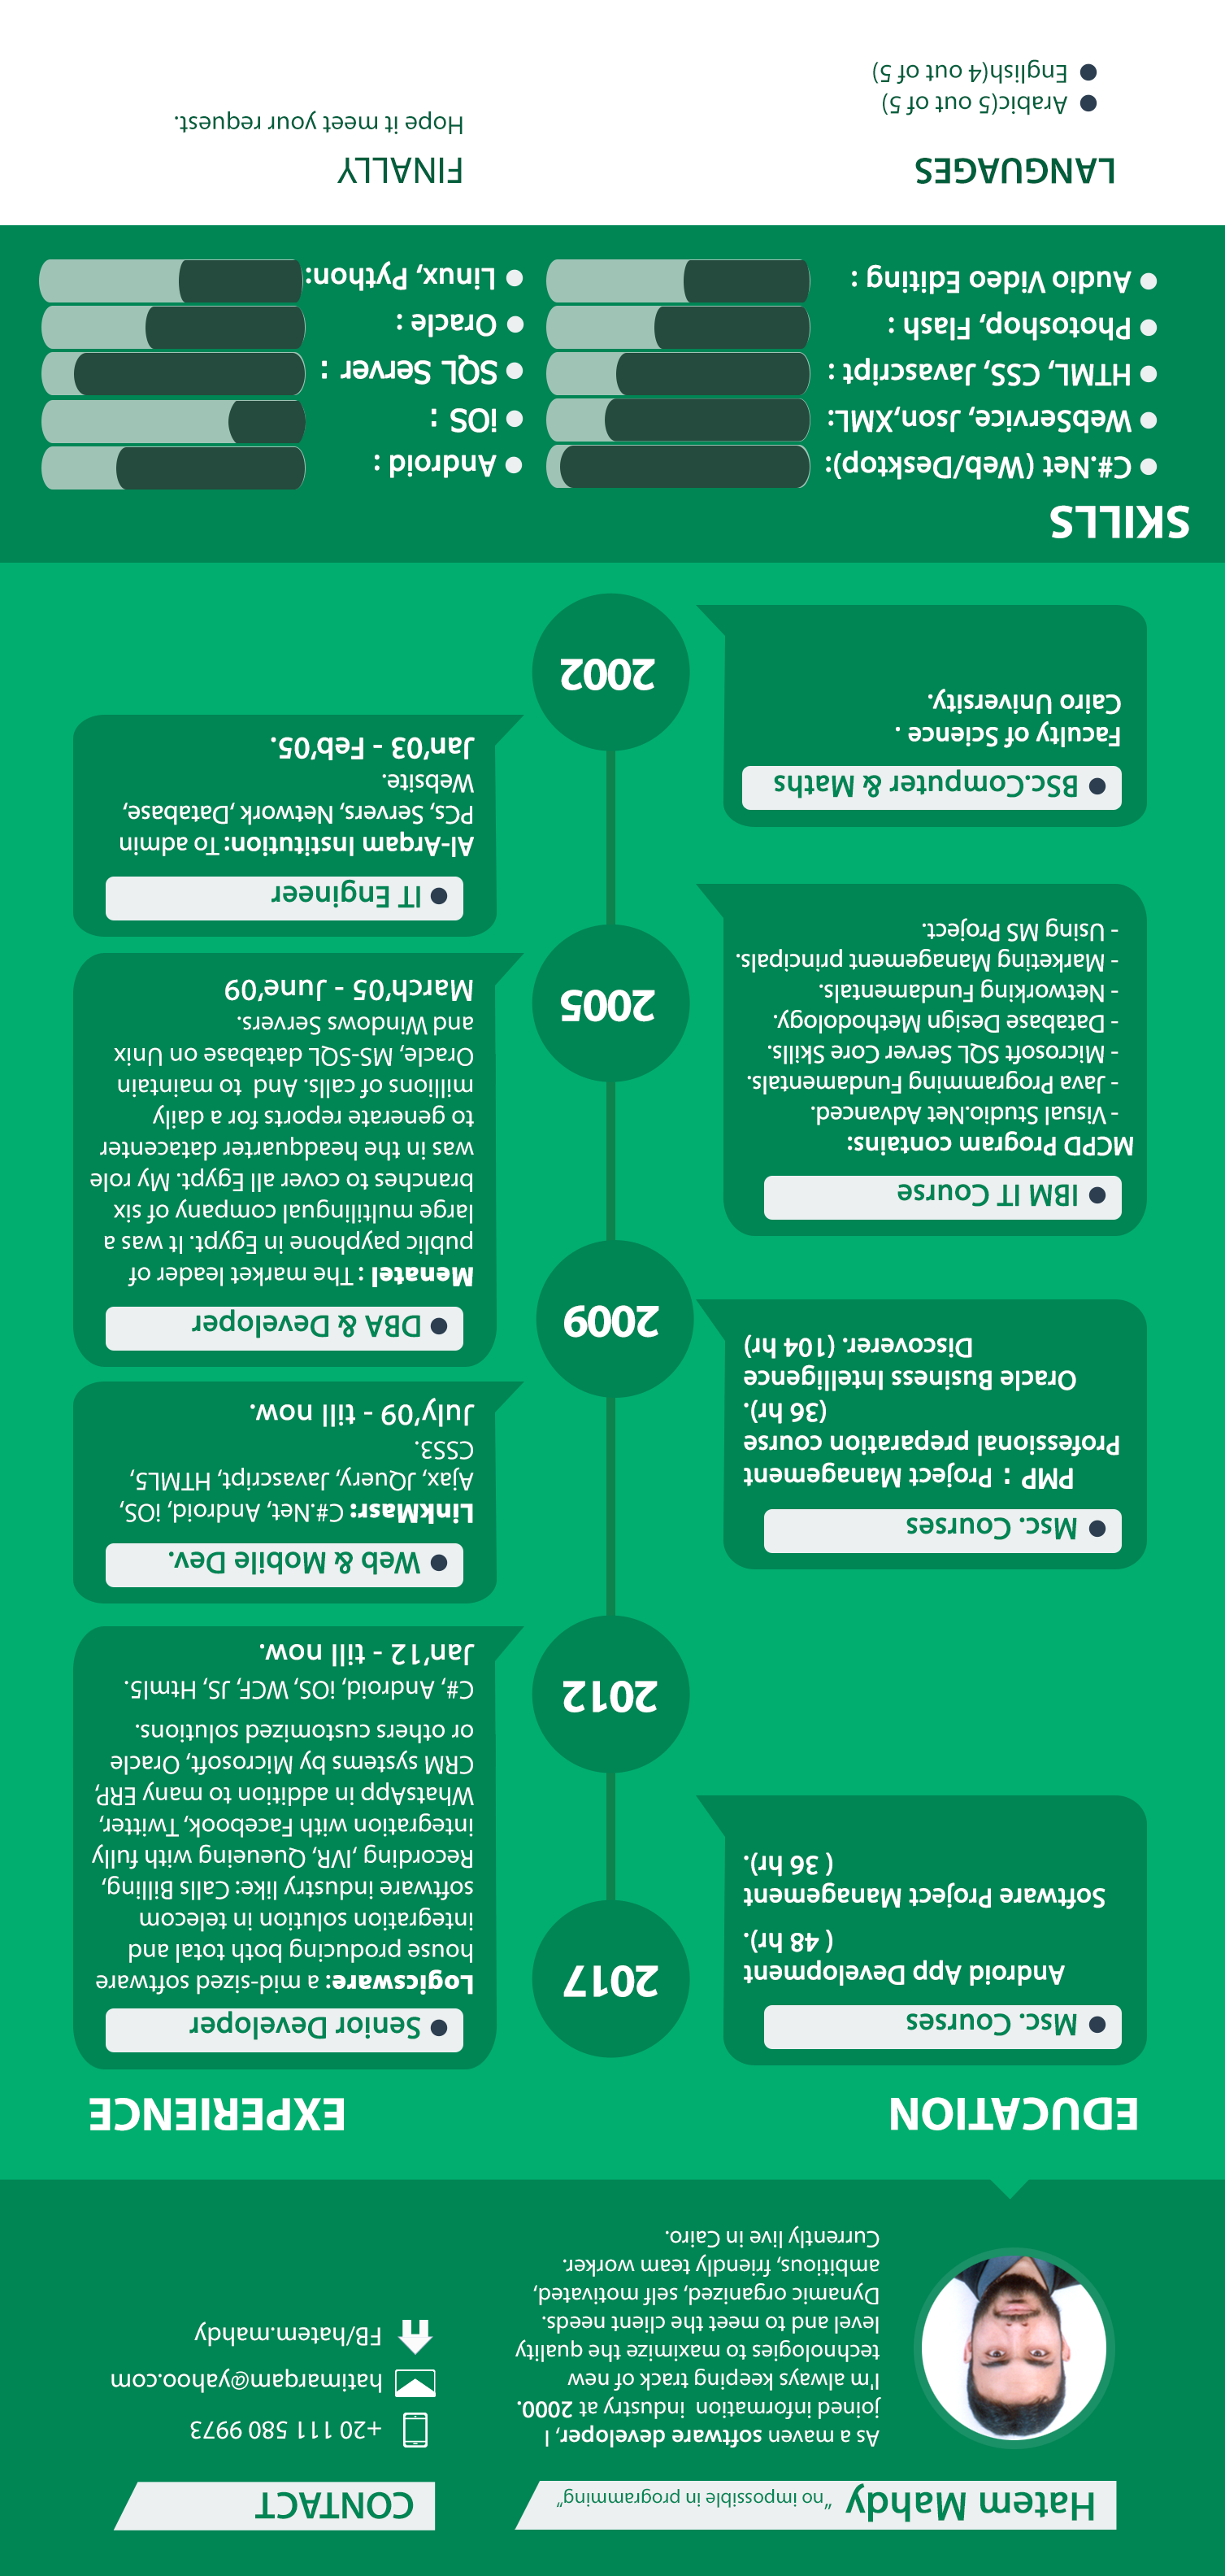 Hatem Mahdy "no impossible in programming"
As a maven software developer, I
joined information industry at 2000.
I'm always keeping track of new
technologies to maximize the quality
level and to meet the client needs.
Dynamic organized, self motivated,
ambitious, friendly team worker.
Currently live in Cairo.
CONTACT
+20 111 580 9973
hatimarqam@yahoo.com
FB/hatem.mahdy
EDUCATION
Msc. Courses
Android App Development
( 48 hr).
Software Project Management
( 36 hr).
Msc. Courses
PMP : Project Management
Professional preparation course
(36 hr).
Oracle Business Intelligence
Discoverer. (104 hr)
IBM IT Course
MCPD Program contains:
- Visual Studio.Net Advanced.
- Java Programming Fundamentals.
- Microsoft SQL Server Core Skills.
- Database Design Methodology.
- Networking Fundamentals.
- Marketing Management principals.
- Using MS Project.
BSc.Computer & Maths
Faculty of Science .
Cairo University.
2017
2012
2009
2005
2002
EXPERIENCE
Senior Developer
Logicsware: a mid-sized software
house producing both total and
integration solution in telecom
software industry like: Calls Billing,
Recording ,IVR, Queueing with fully
integration with Facebook, Twitter,
WhatsApp in addition to many ERP,
CRM systems by Microsoft, Oracle
or others customized solutions.
C#, Android, iOS, WCF, JS, Html5.
Jan'12 - till now.
Web & Mobile Dev.
LinkMasr: C#.Net, Android, iOS,
Ajax, JQuery, Javascript, HTML5,
CSS3.
July'09 - till now.
DBA & Developer
Menatel : The market leader of
public payphone in Egypt. It was a
large multilingual company of six
branches to cover all Egypt. My role
was in the headquarter datacenter
to generate reports for a daily
millions of calls. And to maintain
Oracle, MS-SQL database on Unix
and Windows Servers.
March'05 - June'09
IT Engineer
Al-Arqam Institution: To admin
PCs, Servers, Network ,Database,
Website.
Jan'03 - Feb'05.
SKILLS
C#.Net (Web/Desktop):
WebService, Json,XML:
HTML, CSS, Javascript :
Photoshop, Flash :
Audio Video Editing :
Android :
iOS :
SQL Server :
Oracle :
Linux, Python:
LANGUAGES
Arabic(5 out of 5)
English(4 out of 5)
FINALLY
Hope it meet your request.